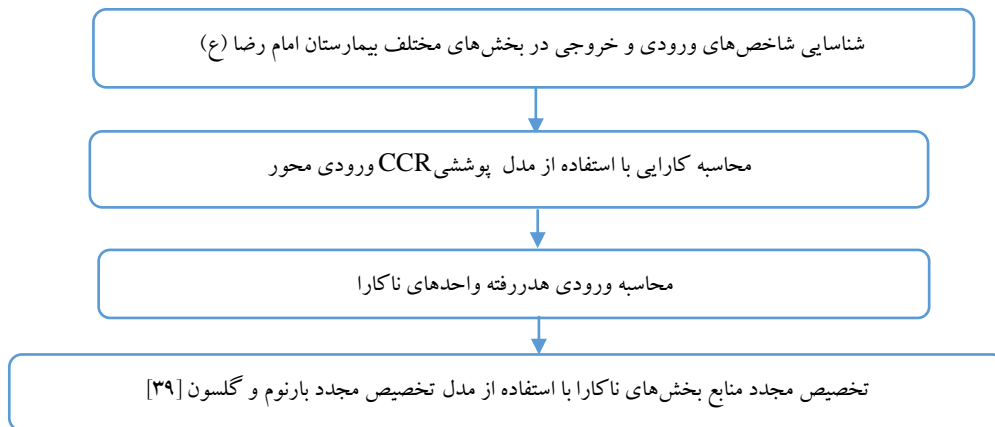 شناسایی شاخص‌های ورودی و خروجی در بخش‌های مختلف بیمارستان امام رضا (ع)
محاسبه کارایی با استفاده از مدل پوششی CCR ورودی محور
محاسبه ورودی هدررفته واحدهای ناکارا
تخصیص مجدد منابع بخش‌های ناکارا با استفاده از مدل تخصیص مجدد بارنوم و گلسون [۳۹]